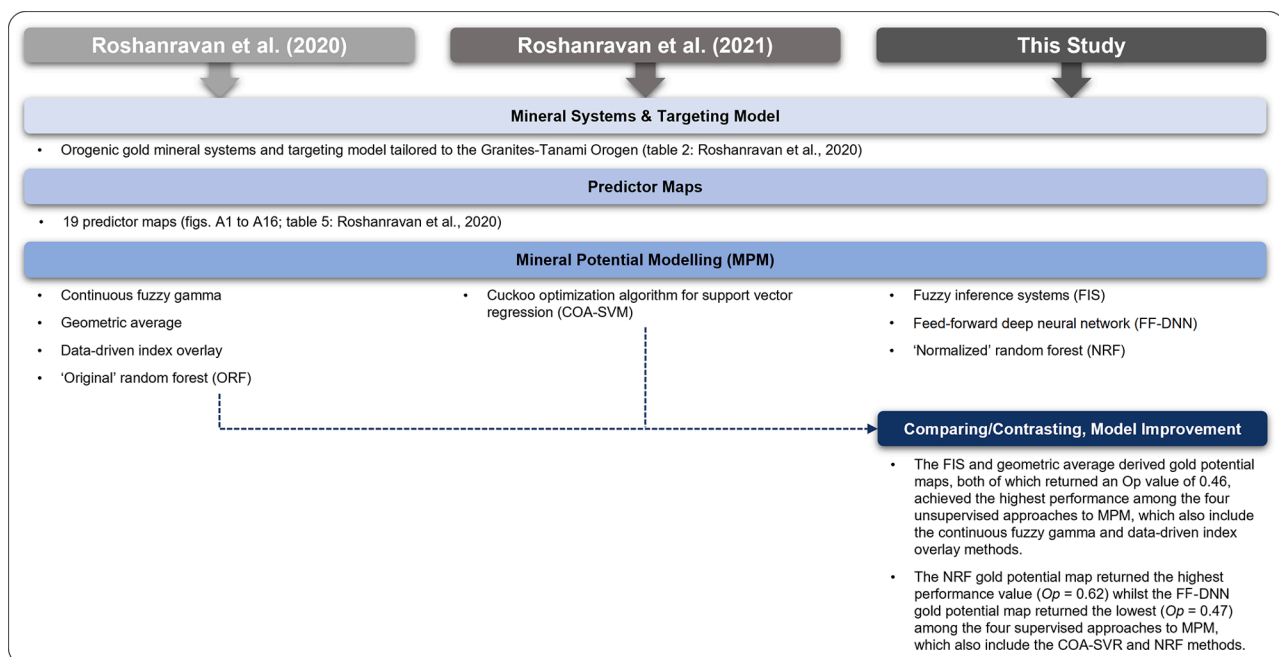 Roshanravan et al. (2020)
Roshanravan et al. (2021)
This Study
Mineral Systems & Targeting Model
• Orogenic gold mineral systems and targeting model tailored to the Granites-Tanami Orogen (table 2: Roshanravan et al., 2020)
Predictor Maps
• 19 predictor maps (figs. A1 to A16; table 5: Roshanravan et al., 2020)
Mineral Potential Modelling (MPM)
• Continuous fuzzy gamma
• Geometric average
• Data-driven index overlay
• ‘Original’ random forest (ORF)
• Cuckoo optimization algorithm for support vector
regression (COA-SVM)
• Fuzzy inference systems (FIS)
• Feed-forward deep neural network (FF-DNN)
• ‘Normalized’ random forest (NRF)
Comparing/Contrasting, Model Improvement
• The FIS and geometric average derived gold potential
maps, both of which returned an Op value of 0.46,
achieved the highest performance among the four
unsupervised approaches to MPM, which also include
the continuous fuzzy gamma and data-driven index
overlay methods.
• The NRF gold potential map returned the highest
performance value (Op = 0.62) whilst the FF-DNN
gold potential map returned the lowest (Op = 0.47)
among the four supervised approaches to MPM,
which also include the COA-SVR and NRF methods.